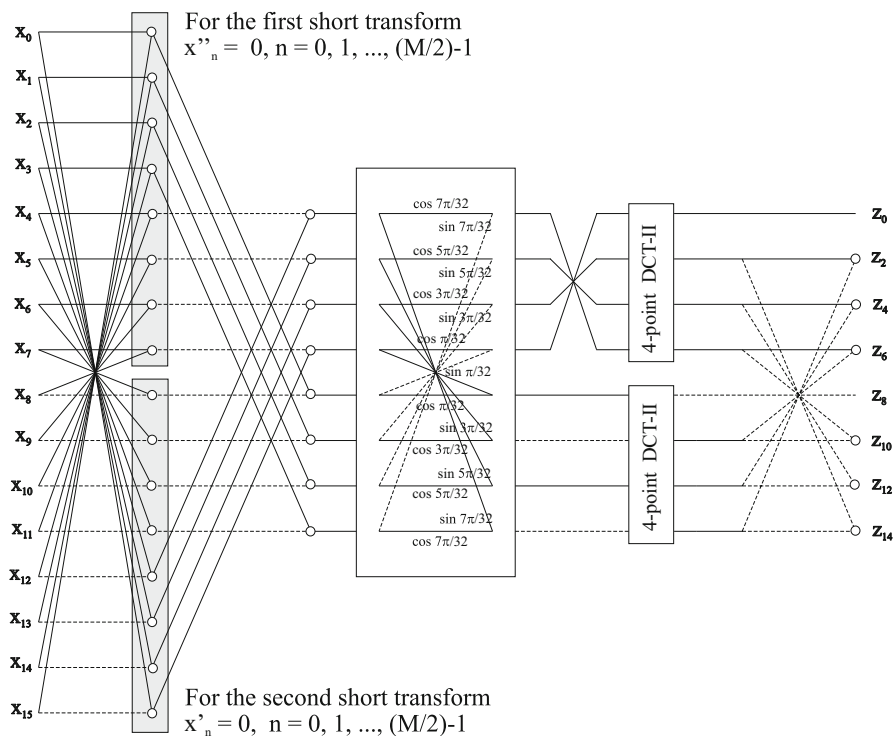 For the first short transform
x''n = 0, n = 0, 1, ..., (M/2)-1
x0
x1
x2
x3
x4
x5
x6
x7
x8
x9
x10
x11
x12
x13
x14
x15
cos 7π/32
sin 7π/32
cos 5π/32
sin 5π/32
cos 3π/32
sin 3π/32
cos π/32
sin π/32
cos π/32
sin 3π/32
cos 3π/32
sin 5π/32
cos 5π/32
sin 7π/32
cos 7π/32
4-point DCT-II
4-point DCT-II
z0
z2
z4
z6
z8
z10
z12
z14
For the second short transform
x'n = 0, n = 0, 1, ..., (M/2)-1